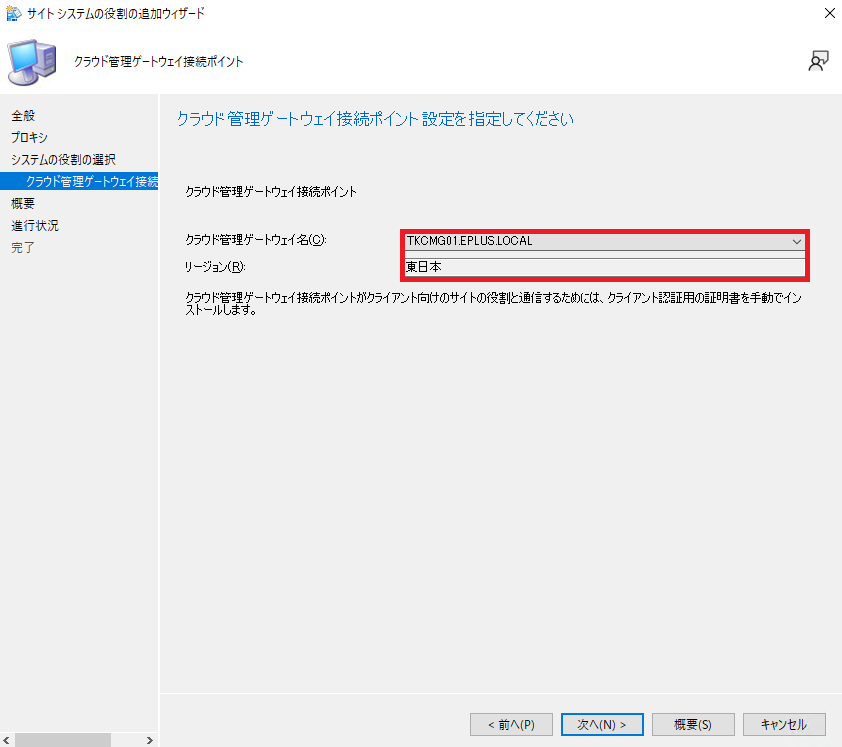 サイト システムの役割の追加ウィザード
クラウド管理ゲートウェイ接続ポイント
全般
プロキシ
システムの役割の選択
クラウド管理ゲートウェイ接続
概要
進行状況
完了
クラウド管理ゲートウェイ接続ポイント 設定を指定してください
クラウド管理ゲートウェイ接続ポイント
クラウド管理ゲートウェイ名(C):
TKCMG01.EPLUS.LOCAL
リージョン(R):
東日本
クラウド管理ゲートウェイ接続ポイントがクライアント向けのサイトの役割と通信するためには、クライアント認証用の証明書を手動でイン
ストールします。
< 前へ(P)
次へ(N) >
概要(S)
キャンセル